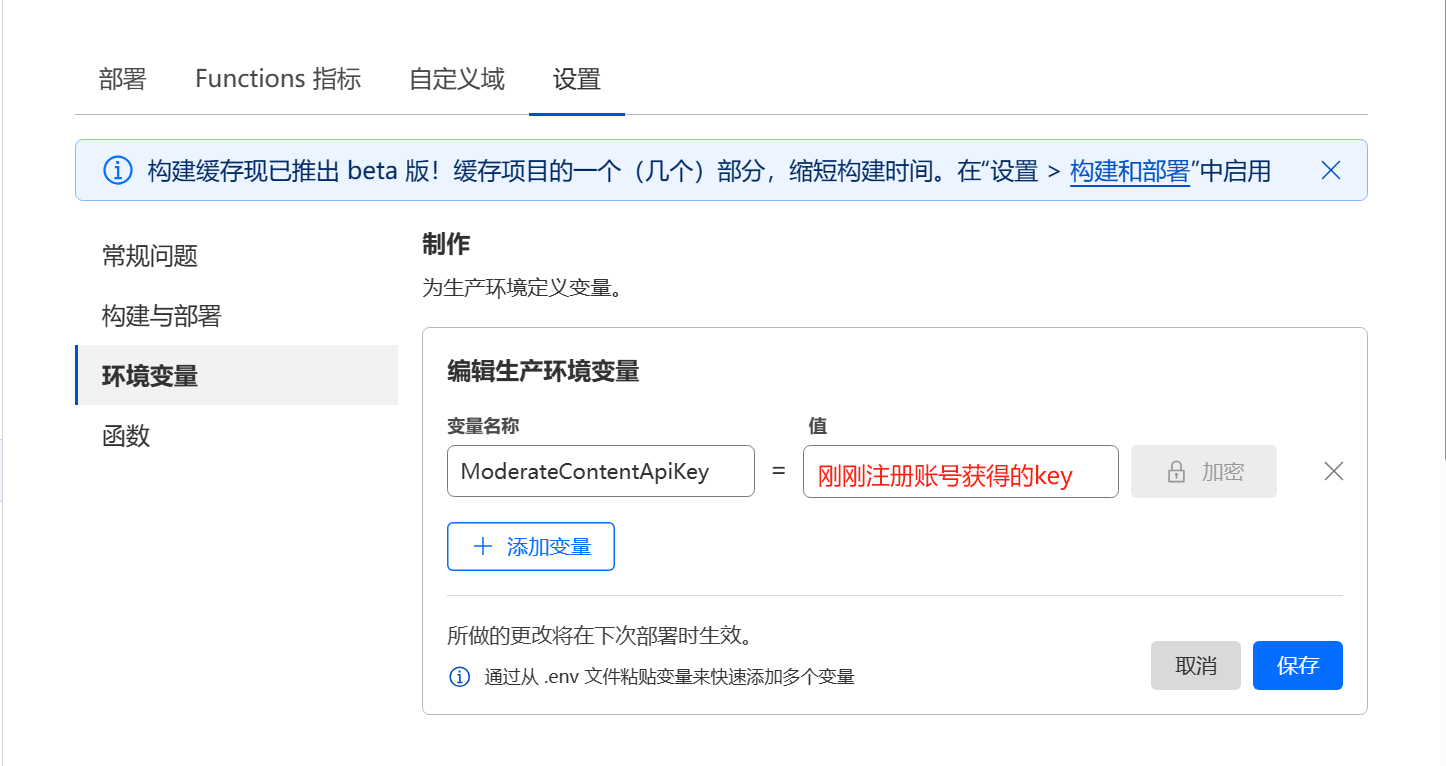 部署 Functions 指标 自定义域 设置
构建缓存现已推出 beta 版！缓存项目的一个（几个）部分，缩短构建时间。在“设置 > 构建和部署”中启用
常规问题
构建与部署
环境变量
函数
制作
为生产环境定义变量。
编辑生产环境变量
变量名称 值
ModerateContentApiKey = 刚刚注册账号获得的key 加密
添加变量
所做的更改将在下次部署时生效。
通过从 .env 文件粘贴变量来快速添加多个变量
取消 保存